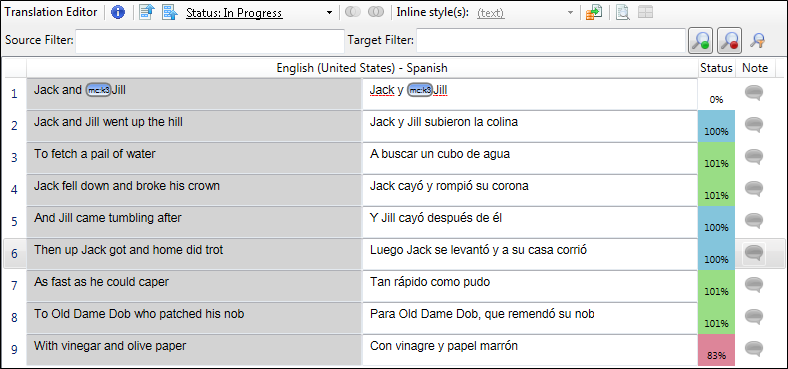 Translation Editor Status: In Progress Inline style(s): (text)
Source Filter: Target Filter:
English (United States) - Spanish Status Note
1 Jack and mc:k3 Jill Jack y mc:k3 Jill 0%
2 Jack and Jill went up the hill Jack y Jill subieron la colina 100%
3 To fetch a pail of water A buscar un cubo de agua 101%
4 Jack fell down and broke his crown Jack cayó y rompió su corona 101%
5 And Jill came tumbling after Y Jill cayó después de él 100%
6 Then up Jack got and home did trot Luego Jack se levantó y a su casa corrió 100%
7 As fast as he could caper Tan rápido como pudo 101%
8 To Old Dame Dob who patched his nob Para Old Dame Dob, que remendó su nob 101%
9 With vinegar and olive paper Con vinagre y papel marrón 83%